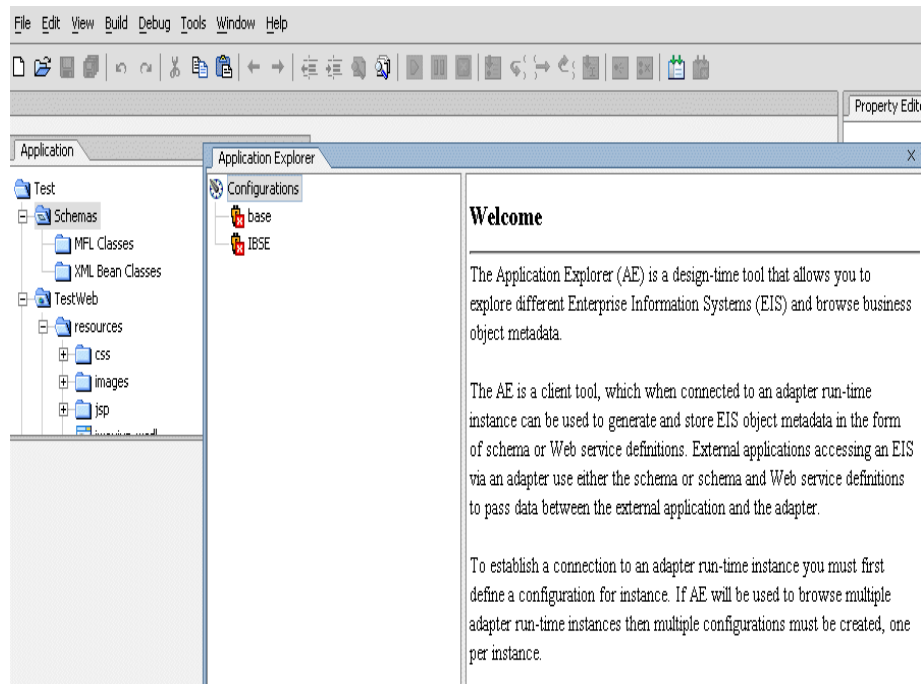 File Edit View Build Debug Tools Window Help
Property Edit
Application
Test
Schemas
MFL Classes
XML Bean Classes
TestWeb
resources
css
images
jsp
Application Explorer
X
Configurations
base
IBSE
Welcome
The Application Explorer (AE) is a design-time tool that allows you to
explore different Enterprise Information Systems (EIS) and browse business
object metadata.
The AE is a client tool, which when connected to an adapter run-time
instance can be used to generate and store EIS object metadata in the form
of schema or Web service definitions. External applications accessing an EIS
via an adapter use either the schema or schema and Web service definitions
to pass data between the external application and the adapter.
To establish a connection to an adapter run-time instance you must first
define a configuration for instance. If AE will be used to browse multiple
adapter run-time instances then multiple configurations must be created, one
per instance.